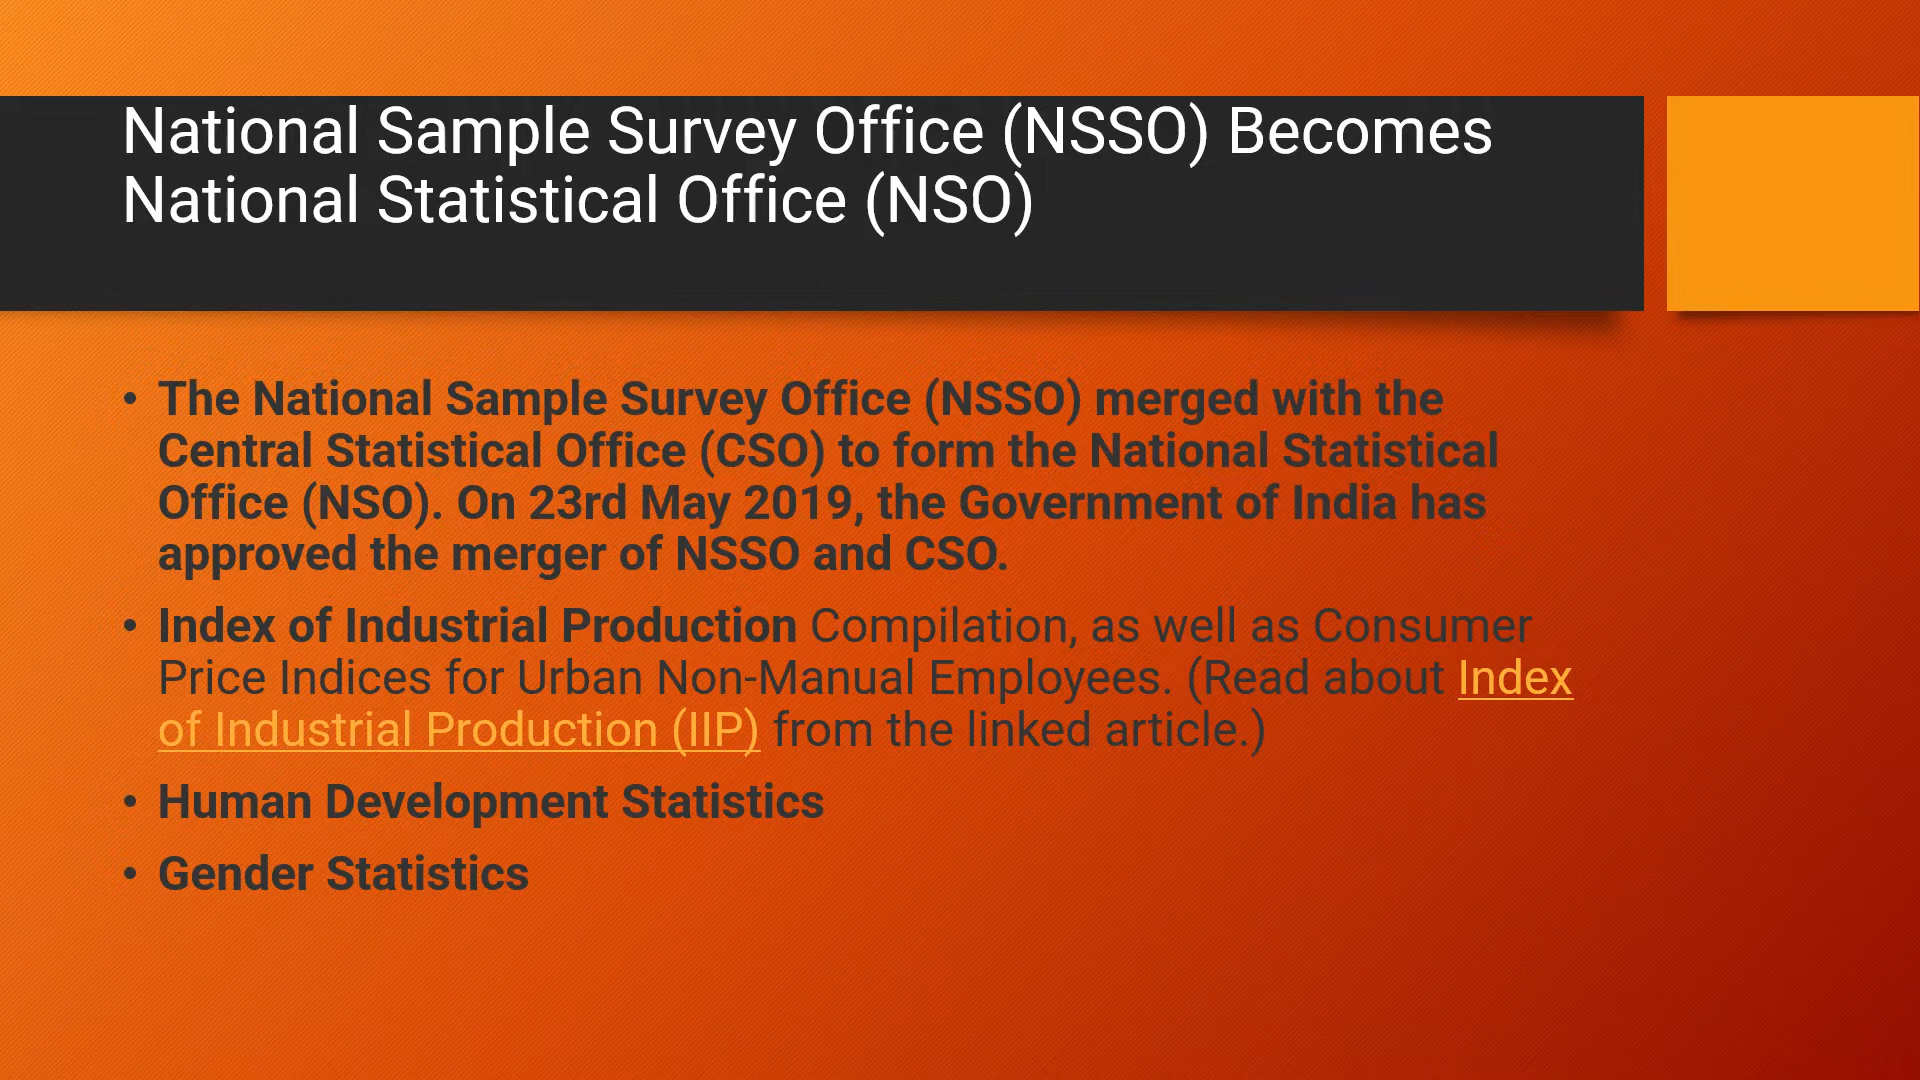 National Sample Survey Office (NSSO) Becomes
National Statistical Office (NSO)
• The National Sample Survey Office (NSSO) merged with the
Central Statistical Office (CSO) to form the National Statistical
Office (NSO). On 23rd May 2019, the Government of India has
approved the merger of NSSO and CSO.
• Index of Industrial Production Compilation, as well as Consumer
Price Indices for Urban Non-Manual Employees. (Read about Index
of Industrial Production (IIP) from the linked article.)
• Human Development Statistics
• Gender Statistics